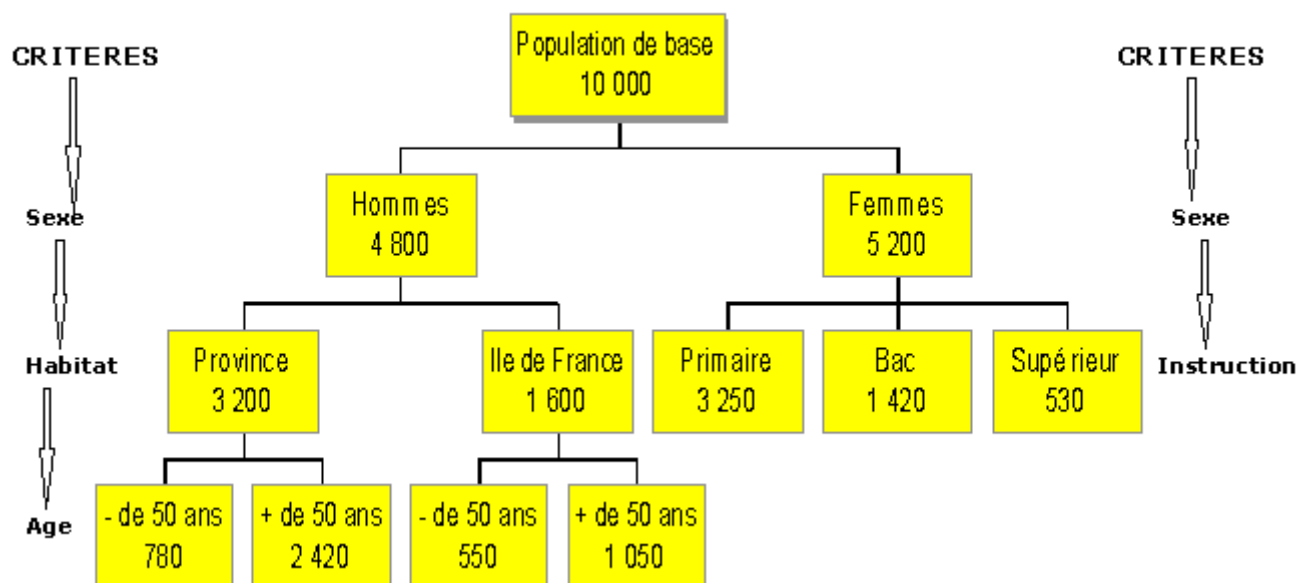 Population de base
10 000
CRITERES
CRITERES
Hommes
4 800
Femmes
5 200
Sexe
Sexe
Province
3 200
Ile de France
1 600
Primaire
3 250
Bac
1 420
Supérieur
530
Habitat
Instruction
- de 50 ans
780
+ de 50 ans
2 420
- de 50 ans
550
+ de 50 ans
1 050
Age